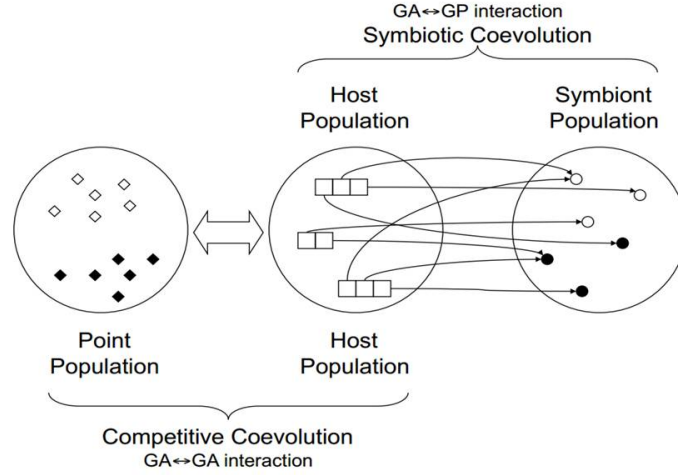 GA↔GP interaction
Symbiotic Coevolution
Host
Population
Symbiont
Population
Point
Population
Host
Population
Competitive Coevolution
GA↔GA interaction